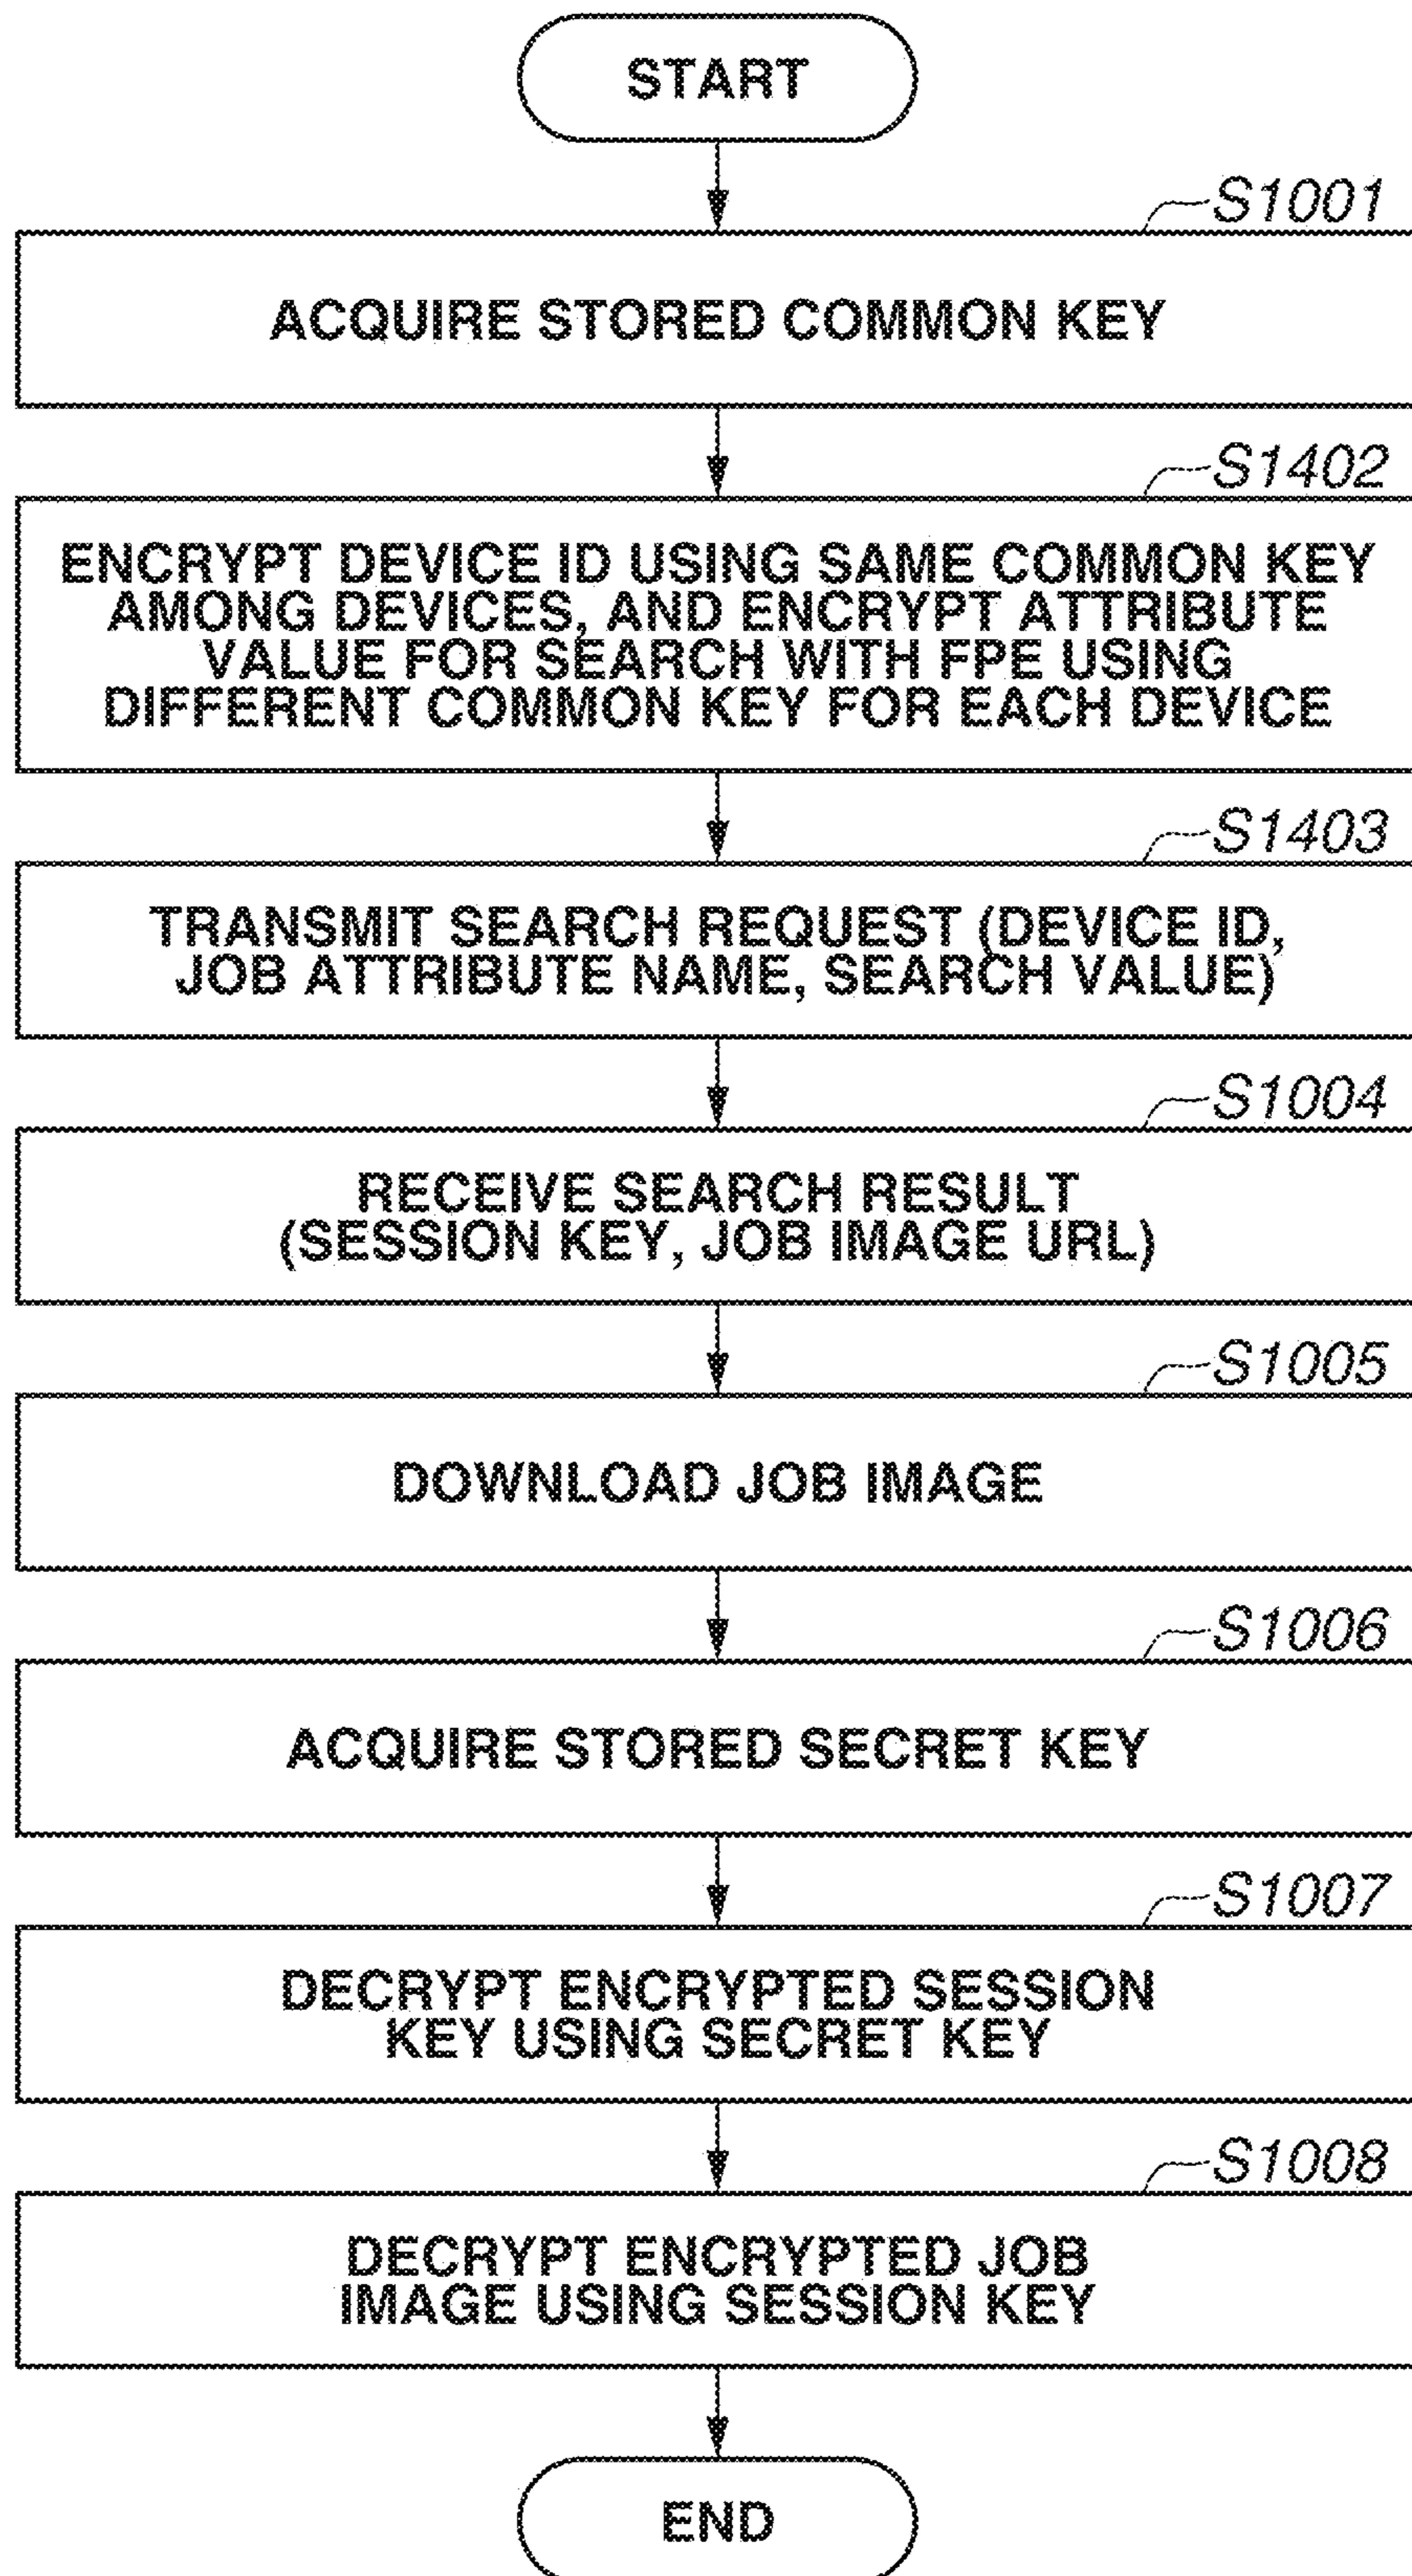 START
S1001
ACQUIRE STORED COMMON KEY
S1402
ENCRYPT DEVICE ID USING SAME COMMON KEY
AMONG DEVICES, AND ENCRYPT ATTRIBUTE
VALUE FOR SEARCH WITH FPE USING
DIFFERENT COMMON KEY FOR EACH DEVICE
S1403
TRANSMIT SEARCH REQUEST (DEVICE ID,
JOB ATTRIBUTE NAME, SEARCH VALUE)
S1004
RECEIVE SEARCH RESULT
(SESSION KEY, JOB IMAGE URL)
S1005
DOWNLOAD JOB IMAGE
S1006
ACQUIRE STORED SECRET KEY
S1007
DECRYPT ENCRYPTED SESSION
KEY USING SECRET KEY
S1008
DECRYPT ENCRYPTED JOB
IMAGE USING SESSION KEY
END